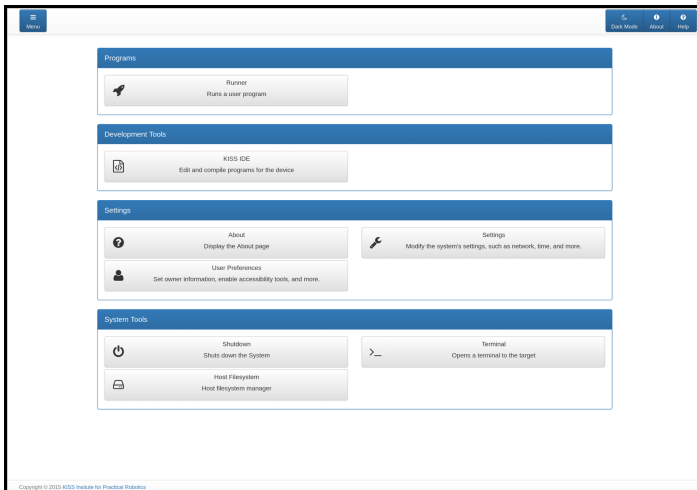 Menu
Dark Mode About Help
Programs
Runner
Runs a user program
Development Tools
KISS IDE
Edit and compile programs for the device
Settings
About
Display the About page
Settings
Modify the system's settings, such as network, time, and more.
User Preferences
Set owner information, enable accessibility tools, and more.
System Tools
Shutdown
Shuts down the System
Terminal
Opens a terminal to the target
Host Filesystem
Host filesystem manager
Copyright © 2015 KISS Insitute for Practical Robotics